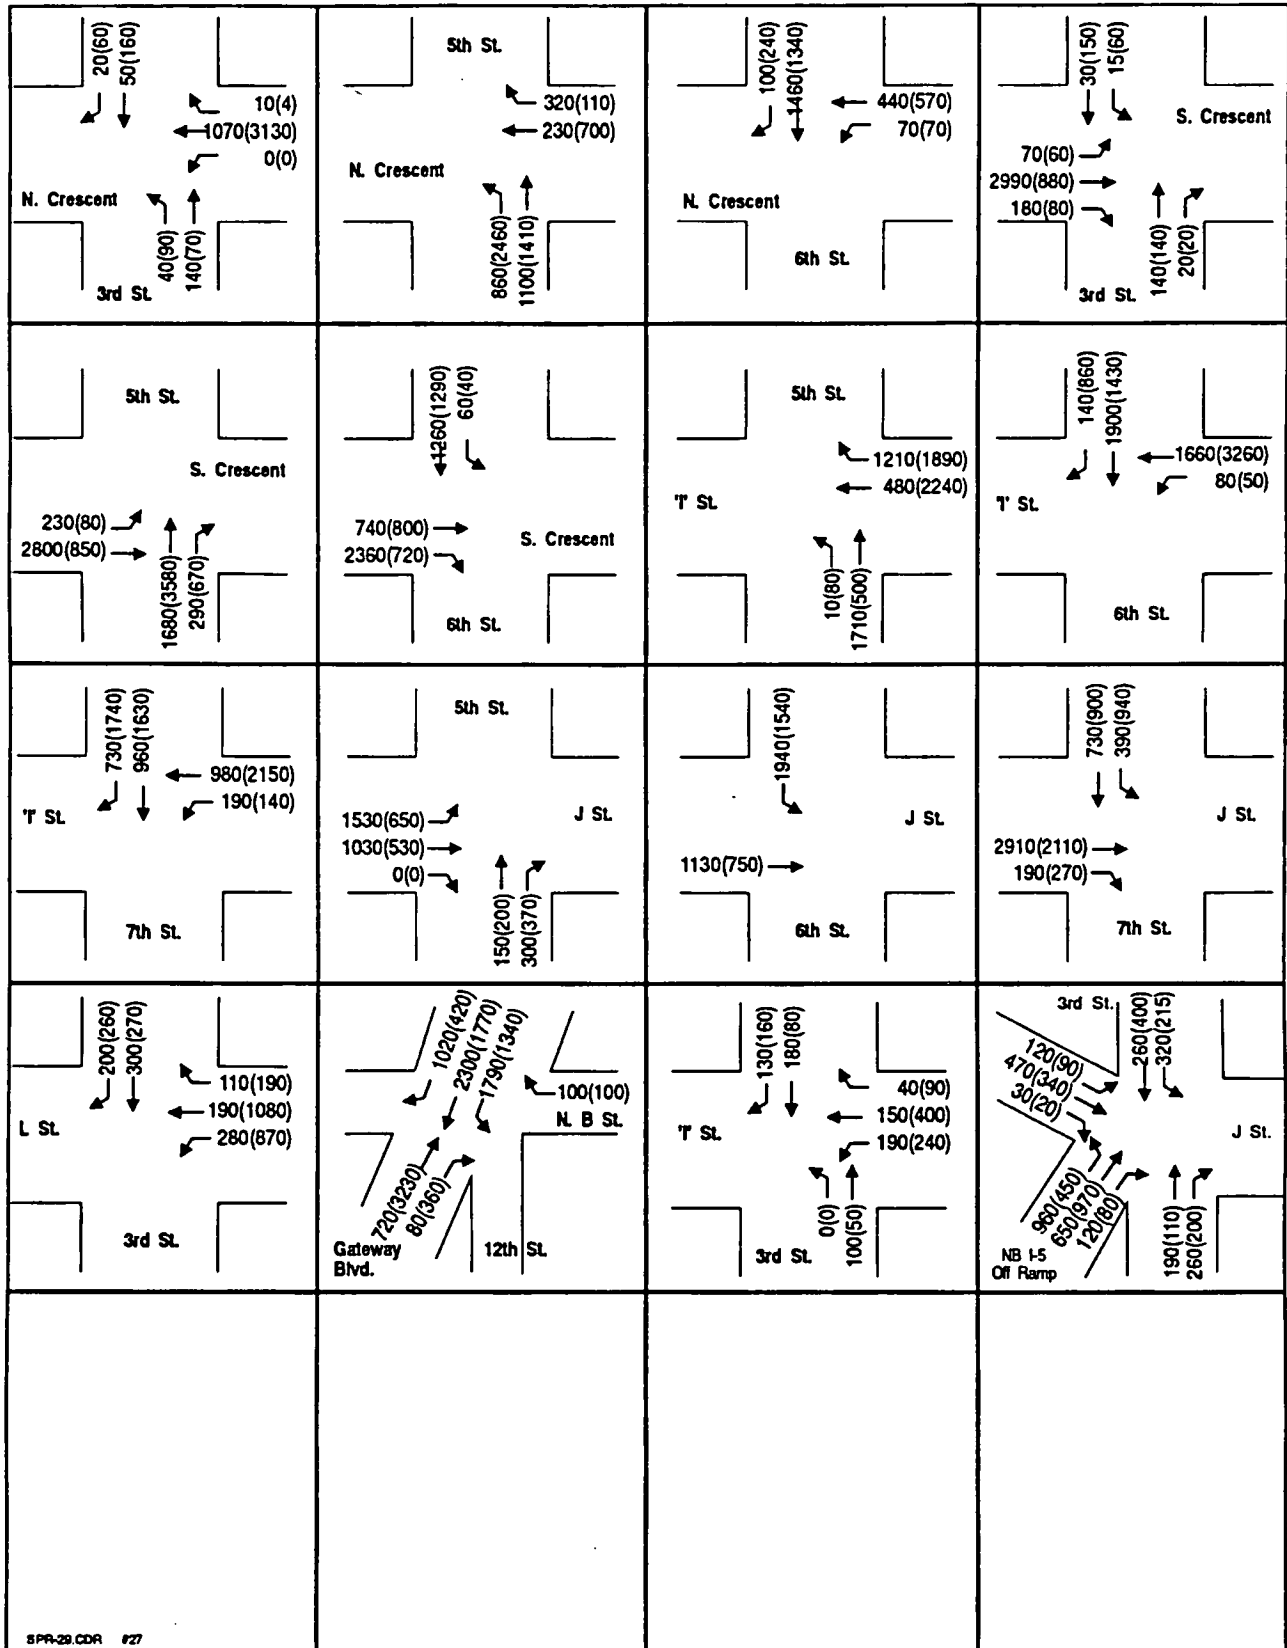 20(60)
50(160)
10(4)
1070(3130)
0(0)
N. Crescent
40(90)
140(70)
3rd St.
5th St.
320(110)
230(700)
N. Crescent
860(2460)
1100(1410)
100(240)
1460(1340)
440(570)
70(70)
N. Crescent
6th St.
30(150)
15(60)
S. Crescent
70(60)
2990(880)
180(80)
140(140)
20(20)
3rd St.
5th St.
S. Crescent
230(80)
2800(850)
1680(3580)
290(670)
1260(1290)
60(40)
740(800)
2360(720)
S. Crescent
6th St.
5th St.
1210(1890)
480(2240)
'I' St.
10(80)
1710(500)
140(860)
1900(1430)
1660(3260)
80(50)
'I' St.
6th St.
730(1740)
960(1630)
980(2150)
190(140)
'I' St.
7th St.
5th St.
1530(650)
1030(530)
0(0)
J St.
150(200)
300(370)
1940(1540)
J St.
1130(750)
6th St.
730(900)
390(940)
J St.
2910(2110)
190(270)
7th St.
200(260)
300(270)
110(190)
190(1080)
280(870)
L St.
3rd St.
1020(420)
2300(1770)
1790(1340)
100(100)
N. B St.
720(3230)
80(360)
Gateway
Blvd.
12th St.
130(160)
180(80)
40(90)
150(400)
190(240)
'I' St.
0(0)
100(50)
3rd St.
3rd St.
260(400)
320(215)
120(90)
470(340)
30(20)
J St.
960(450)
650(970)
120(80)
190(110)
260(200)
NB I-5
Off Ramp
SPR-29.CDR #27